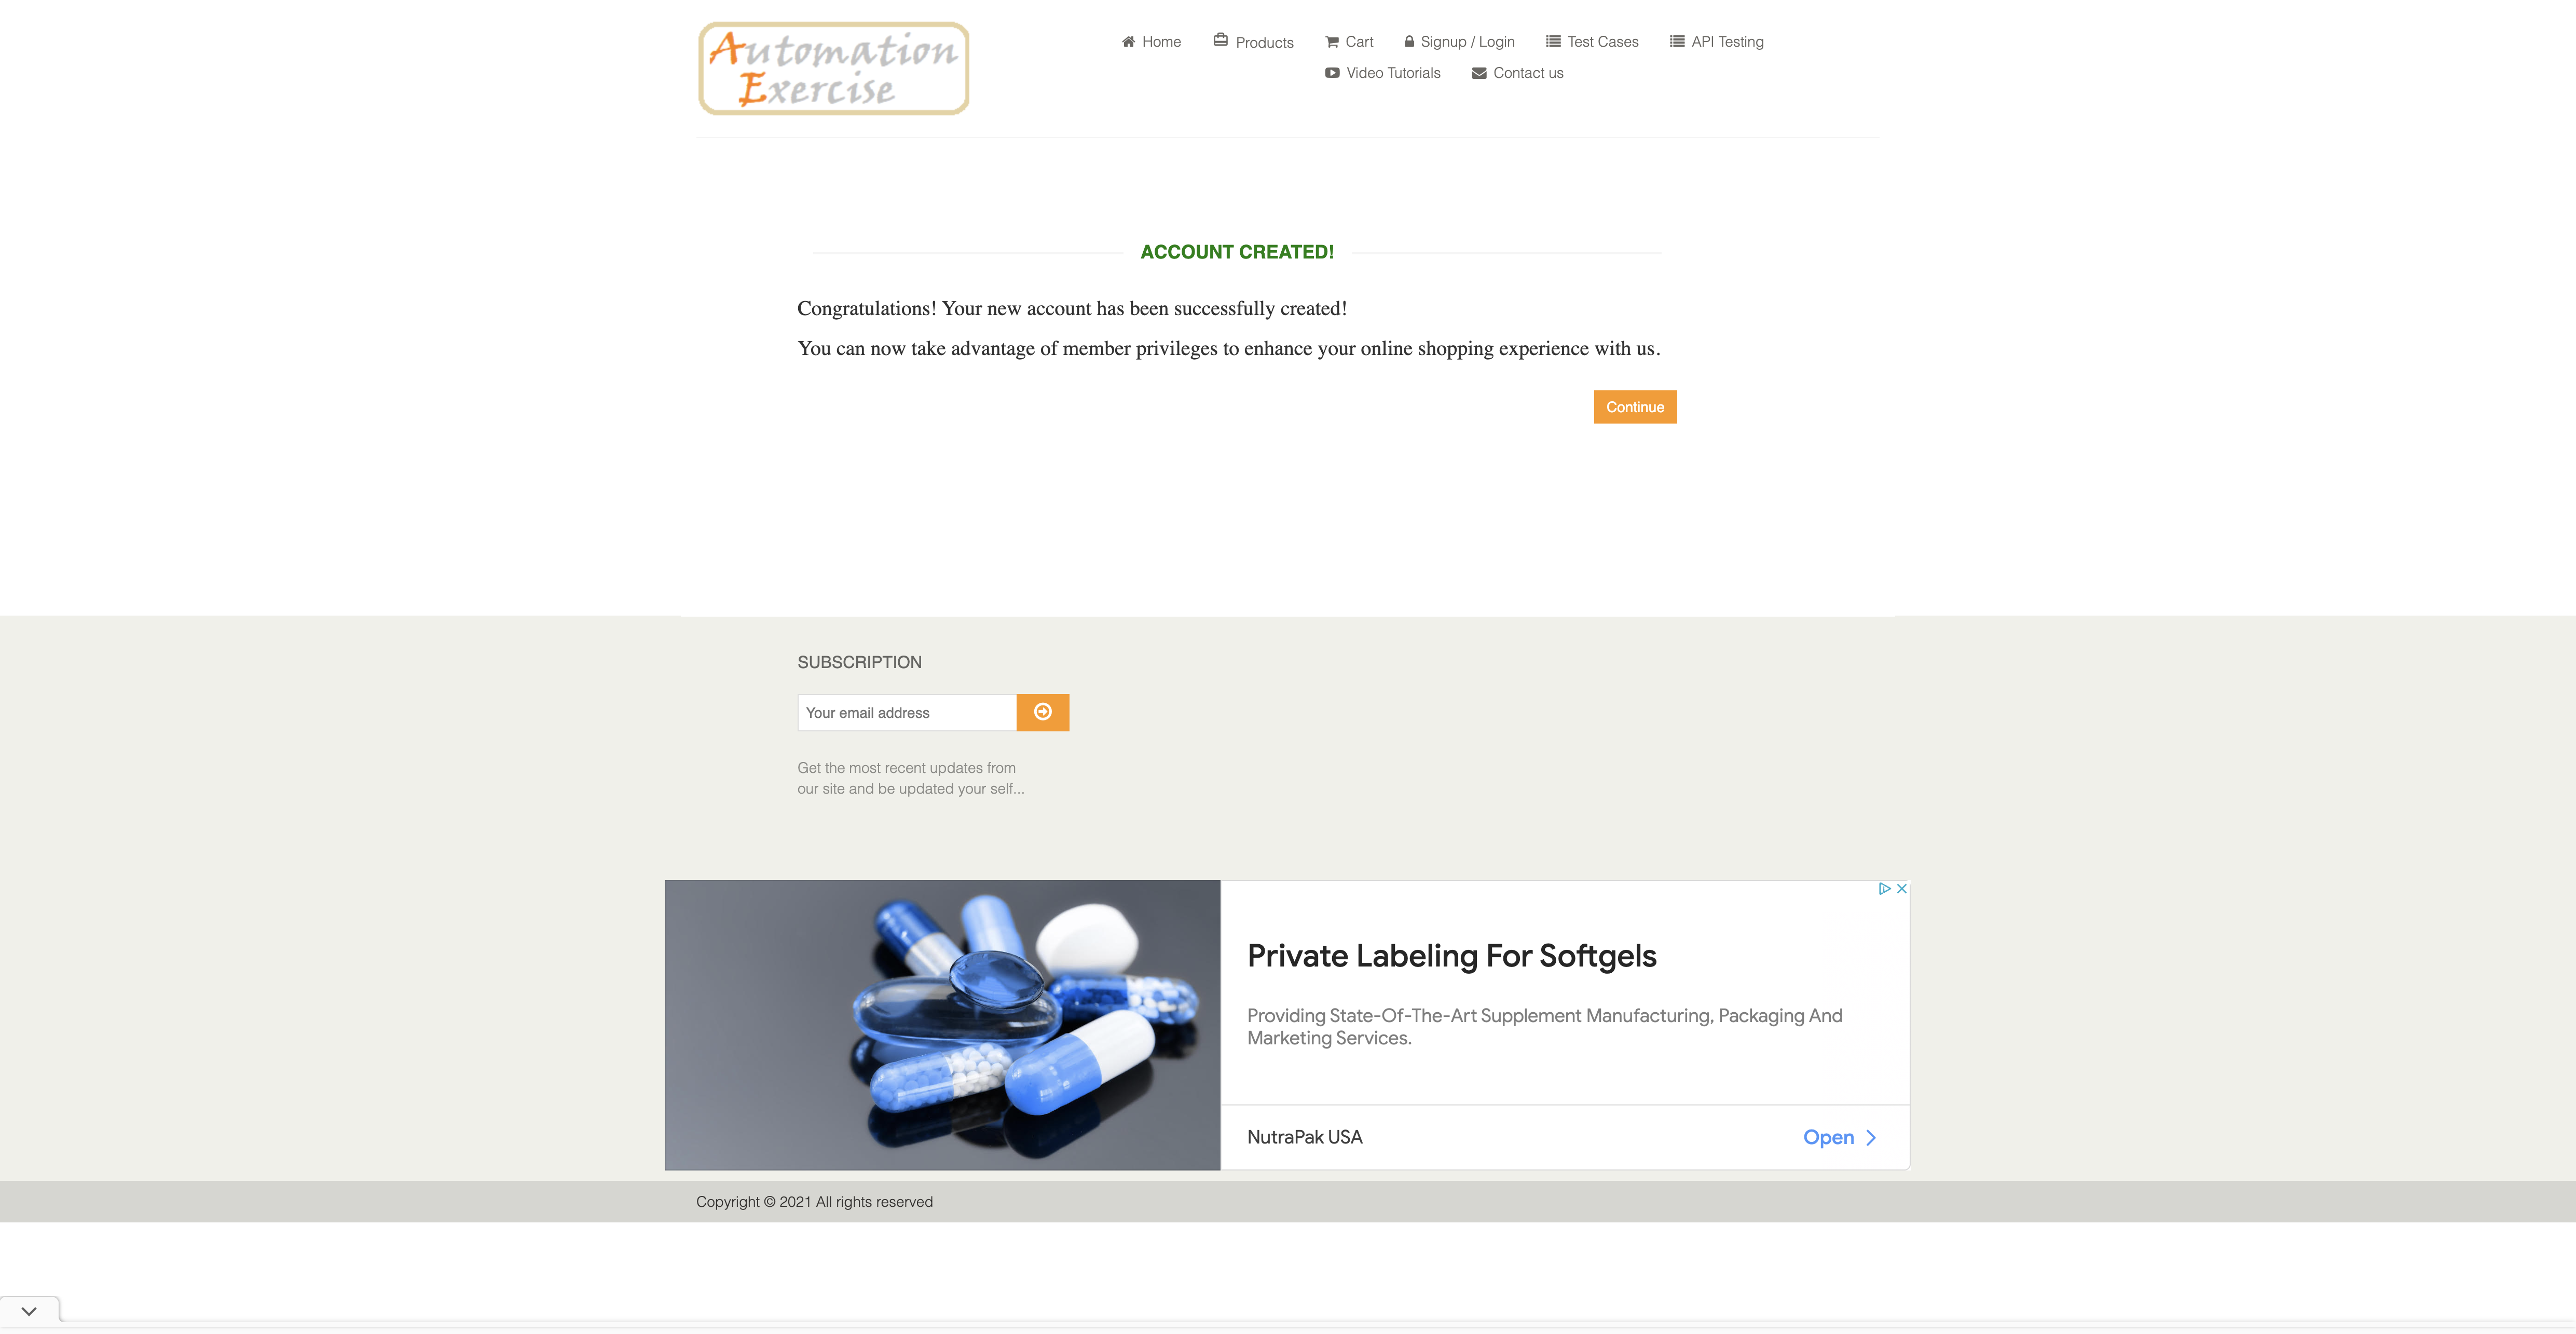 Automation
Exercise
Home Products Cart Signup / Login Test Cases API Testing
Video Tutorials Contact us
ACCOUNT CREATED!
Congratulations! Your new account has been successfully created!
You can now take advantage of member privileges to enhance your online shopping experience with us.
Continue
SUBSCRIPTION
Your email address
Get the most recent updates from
our site and be updated your self...
Private Labeling For Softgels
Providing State-Of-The-Art Supplement Manufacturing, Packaging And
Marketing Services.
NutraPak USA
Open
Copyright © 2021 All rights reserved